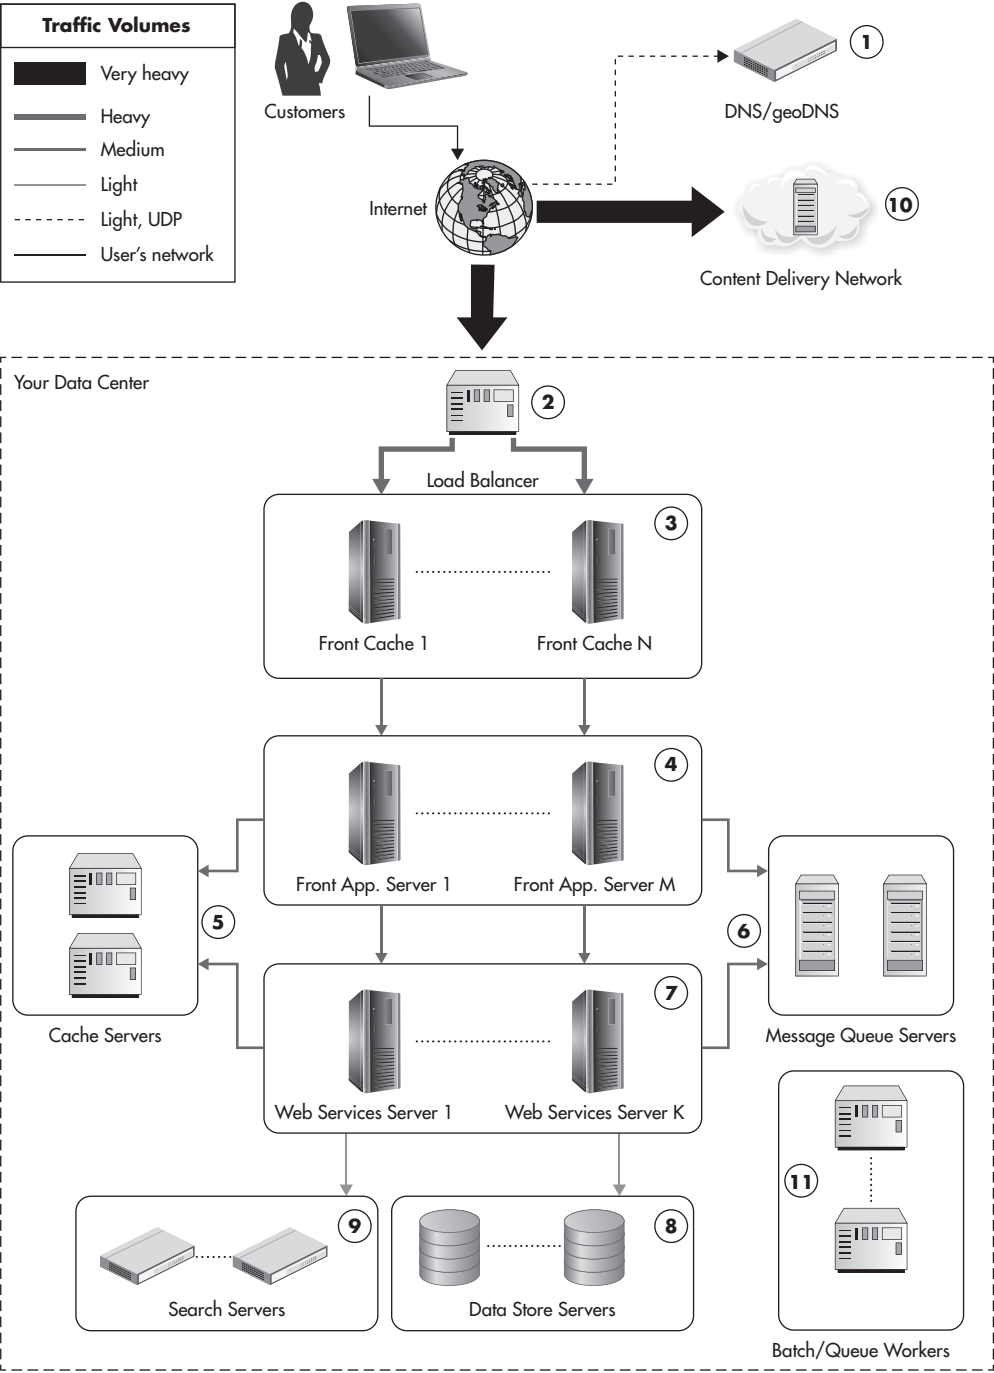 Traffic Volumes
Very heavy
Heavy
Medium
Light
Light, UDP
User's network
Customers
1
DNS/geoDNS
Internet
10
Content Delivery Network
Your Data Center
2
Load Balancer
3
Front Cache 1
Front Cache N
4
Front App. Server 1
Front App. Server M
5
Cache Servers
6
Message Queue Servers
7
Web Services Server 1
Web Services Server K
11
Batch/Queue Workers
9
Search Servers
8
Data Store Servers